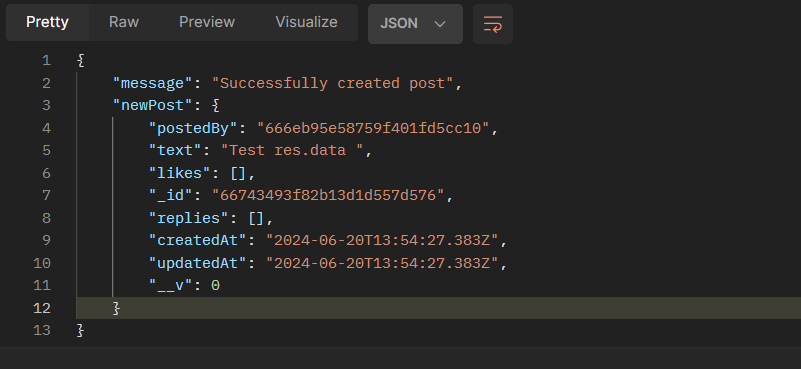 Pretty Raw Preview Visualize JSON
1 {
2 "message": "Successfully created post",
3 "newPost": {
4 "postedBy": "666eb95e58759f401fd5cc10",
5 "text": "Test res.data ",
6 "likes": [],
7 "_id": "66743493f82b13d1d557d576",
8 "replies": [],
9 "createdAt": "2024-06-20T13:54:27.383Z",
10 "updatedAt": "2024-06-20T13:54:27.383Z",
11 "__v": 0
12 }
13 }